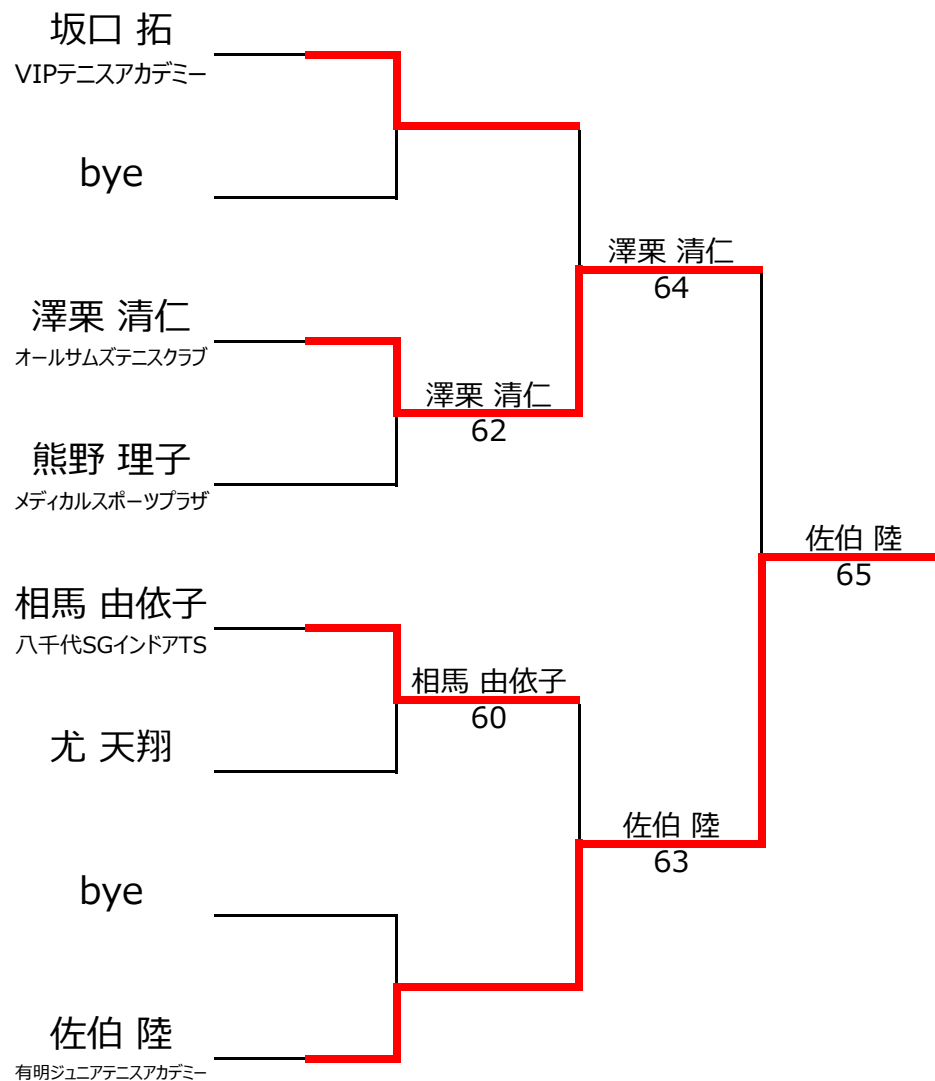 坂口 拓
VIPテニスアカデミー
bye
澤栗 清仁
64
澤栗 清仁
オールサムズテニスクラブ
澤栗 清仁
62
熊野 理子
メディカルスポーツプラザ
佐伯 陸
65
相馬 由依子
八千代SGインドアTS
相馬 由依子
60
尤 天翔
佐伯 陸
63
bye
佐伯 陸
有明ジュニアテニスアカデミー